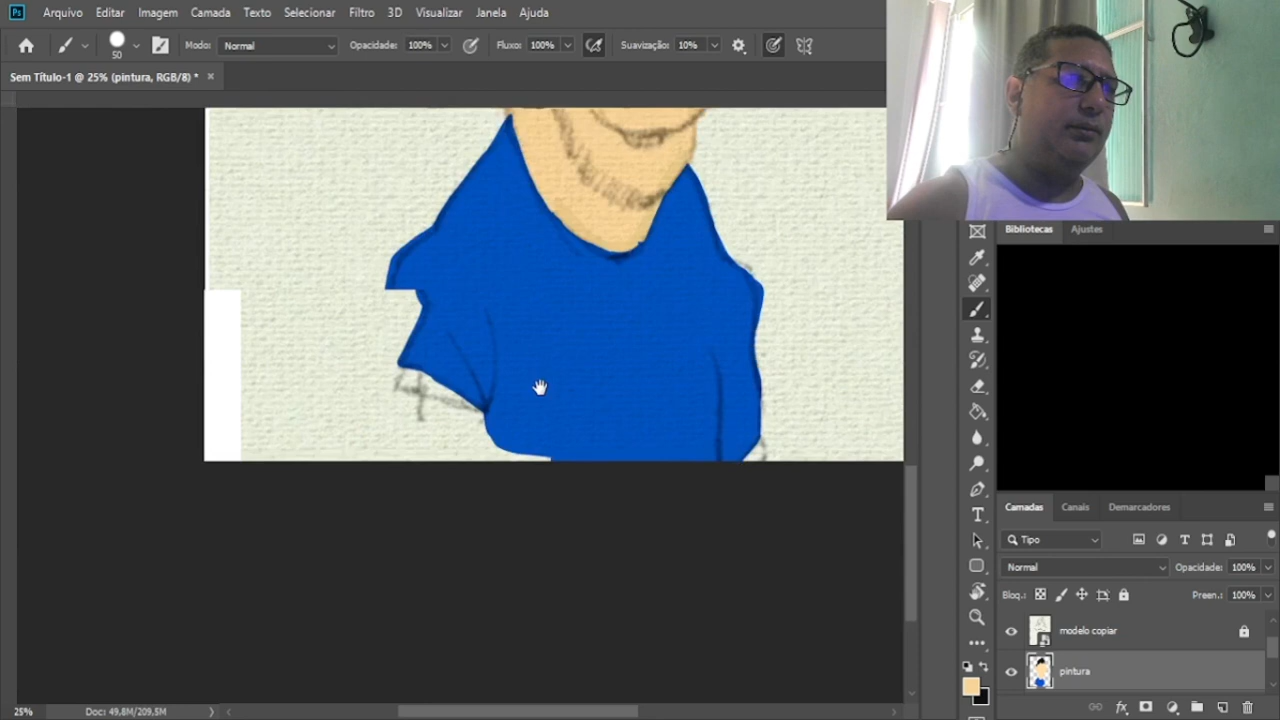 Ps Arquivo Editar Imagem Camada Texto Selecionar Filtro 3D Visualizar Janela Ajuda
50 Modo: Normal Opacidade: 100% Fluxo: 100% Suavização: 10%
Sem Título-1 @ 25% (pintura, RGB/8) * ×
Bibliotecas Ajustes
T
Camadas Canais Demarcadores
Tipo T
Normal Opacidade: 100%
Bloq.: Preen.: 100%
modelo copiar
pintura
25% Doc: 49,8M/209,5M
fx